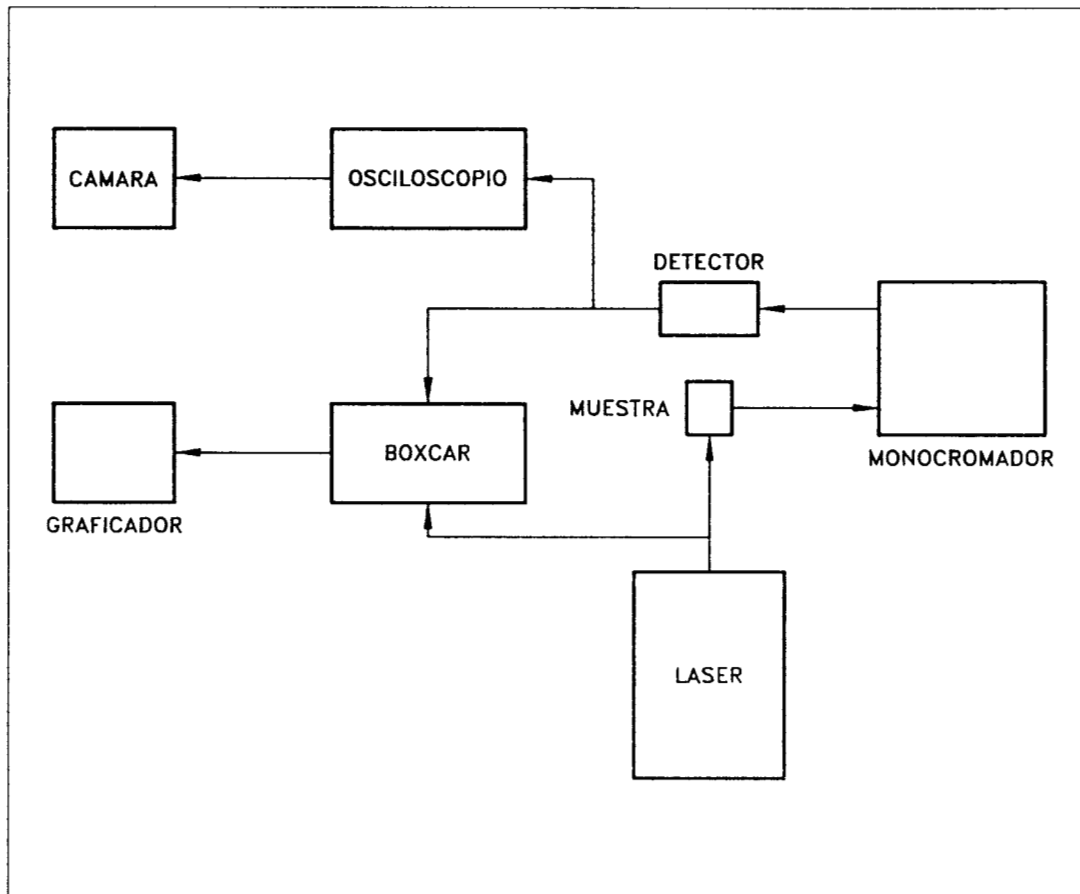 CAMARA
OSCILOSCOPIO
DETECTOR
MUESTRA
MONOCROMADOR
BOXCAR
GRAFICADOR
LASER